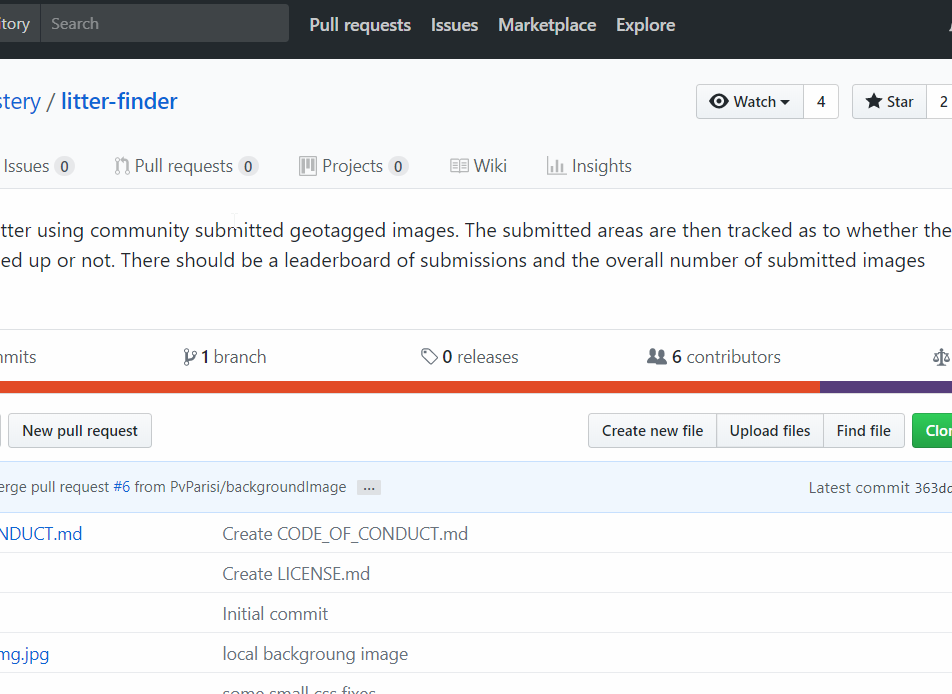 tory Search Pull requests Issues Marketplace Explore
stery / litter-finder Watch 4 Star 2
Issues 0 Pull requests 0 Projects 0 Wiki Insights
tter using community submitted geotagged images. The submitted areas are then tracked as to whether the
ed up or not. There should be a leaderboard of submissions and the overall number of submitted images
mmits 1 branch 0 releases 6 contributors
New pull request Create new file Upload files Find file Clon
erge pull request #6 from PvParisi/backgroundImage … Latest commit 363dc
NDUCT.md Create CODE_OF_CONDUCT.md
Create LICENSE.md
Initial commit
mg.jpg local backgroung image
some small css fixes